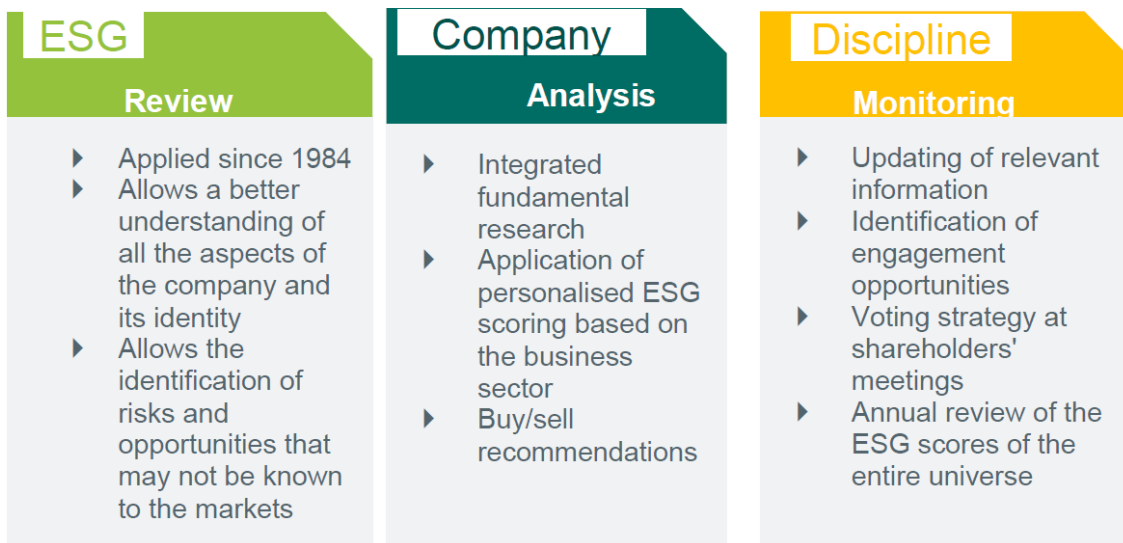 ESG
Review
Applied since 1984
Allows a better
understanding of
all the aspects of
the company and
its identity
Allows the
identification of
risks and
opportunities that
may not be known
to the markets
Company
Analysis
Integrated
fundamental
research
Application of
personalised ESG
scoring based on
the business
sector
Buy/sell
recommendations
Discipline
Monitoring
Updating of relevant
information
Identification of
engagement
opportunities
Voting strategy at
shareholders'
meetings
Annual review of the
ESG scores of the
entire universe